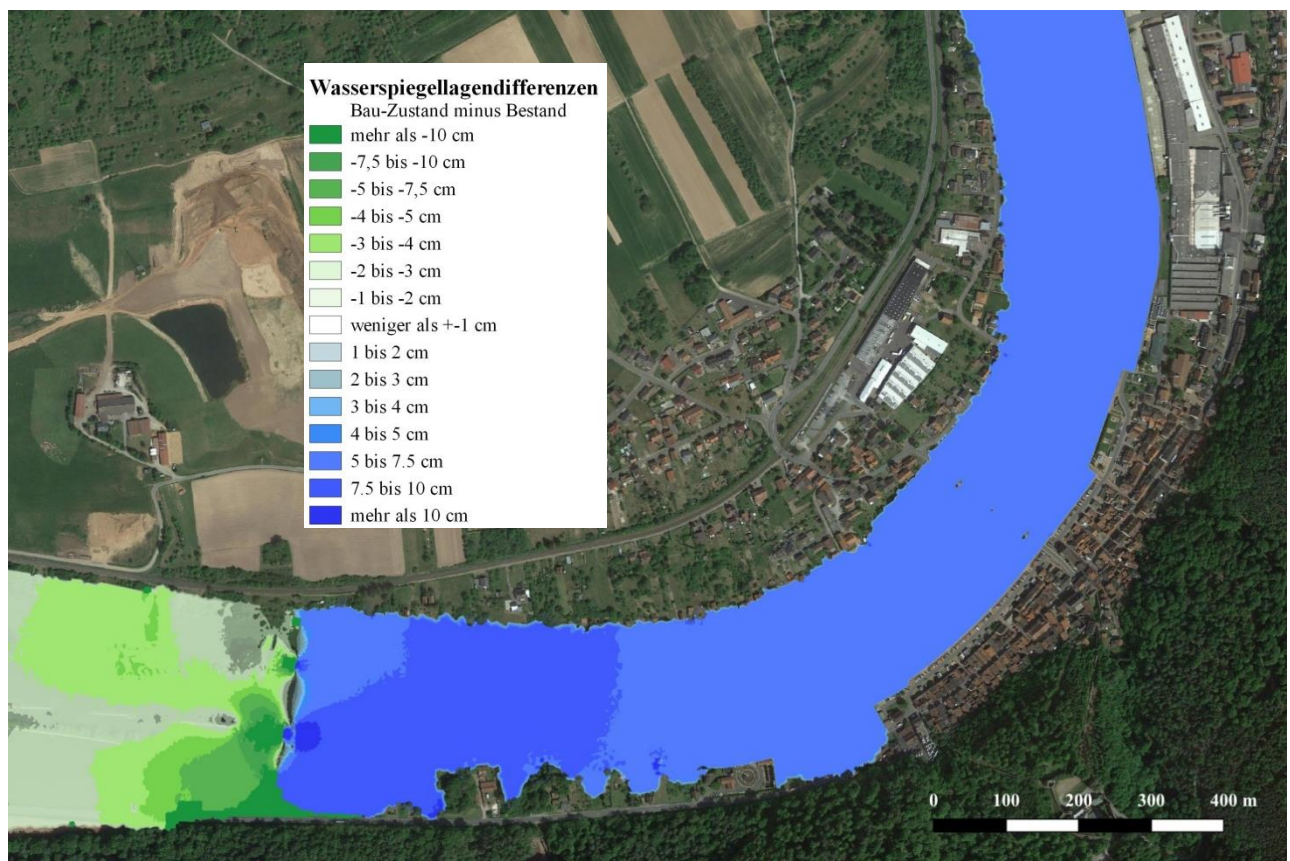 Wasserspiegellagendifferenzen
Bau-Zustand minus Bestand
mehr als -10 cm
-7,5 bis -10 cm
-5 bis -7,5 cm
-4 bis -5 cm
-3 bis -4 cm
-2 bis -3 cm
-1 bis -2 cm
weniger als +-1 cm
1 bis 2 cm
2 bis 3 cm
3 bis 4 cm
4 bis 5 cm
5 bis 7.5 cm
7.5 bis 10 cm
mehr als 10 cm
0 100 200 300 400 m